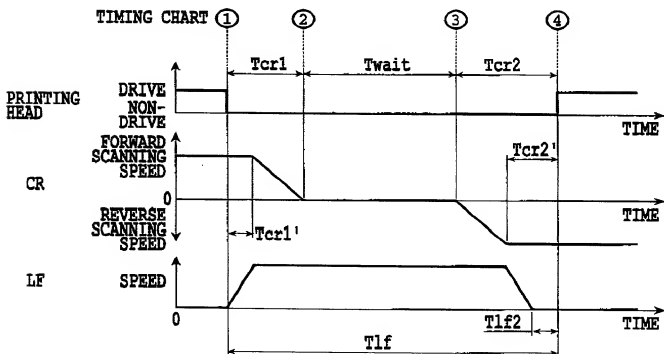 TIMING CHART ① ② ③ ④
Tcr1 Twait Tcr2
PRINTING HEAD
DRIVE
NON-DRIVE
TIME
CR
FORWARD SCANNING SPEED
Tcr2'
0
TIME
REVERSE SCANNING SPEED
Tcr1'
LF
SPEED
0
Tlf2
TIME
Tlf